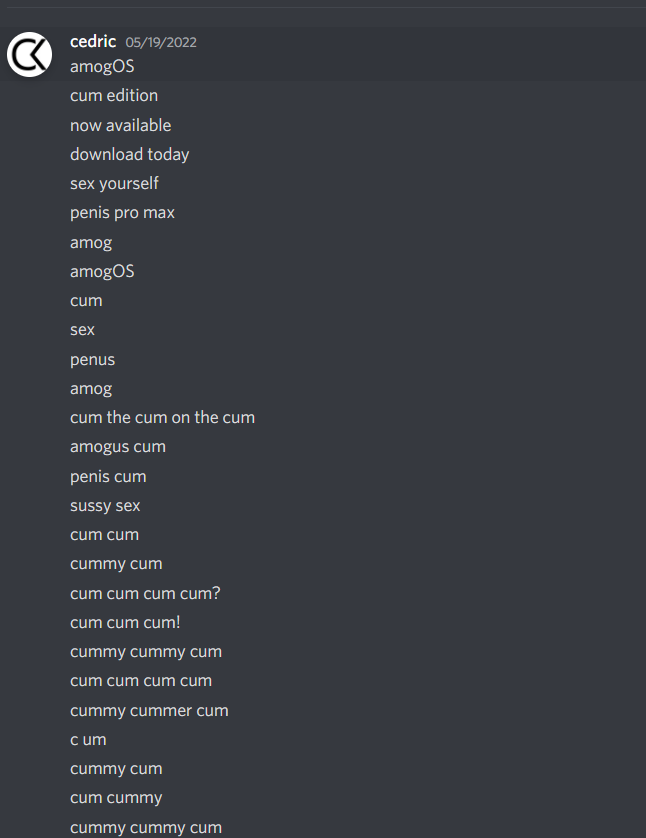 cedric 05/19/2022
amogOS
cum edition
now available
download today
sex yourself
penis pro max
amog
amogOS
cum
sex
penus
amog
cum the cum on the cum
amogus cum
penis cum
sussy sex
cum cum
cummy cum
cum cum cum cum?
cum cum cum!
cummy cummy cum
cum cum cum cum
cummy cummer cum
c um
cummy cum
cum cummy
cummy cummy cum